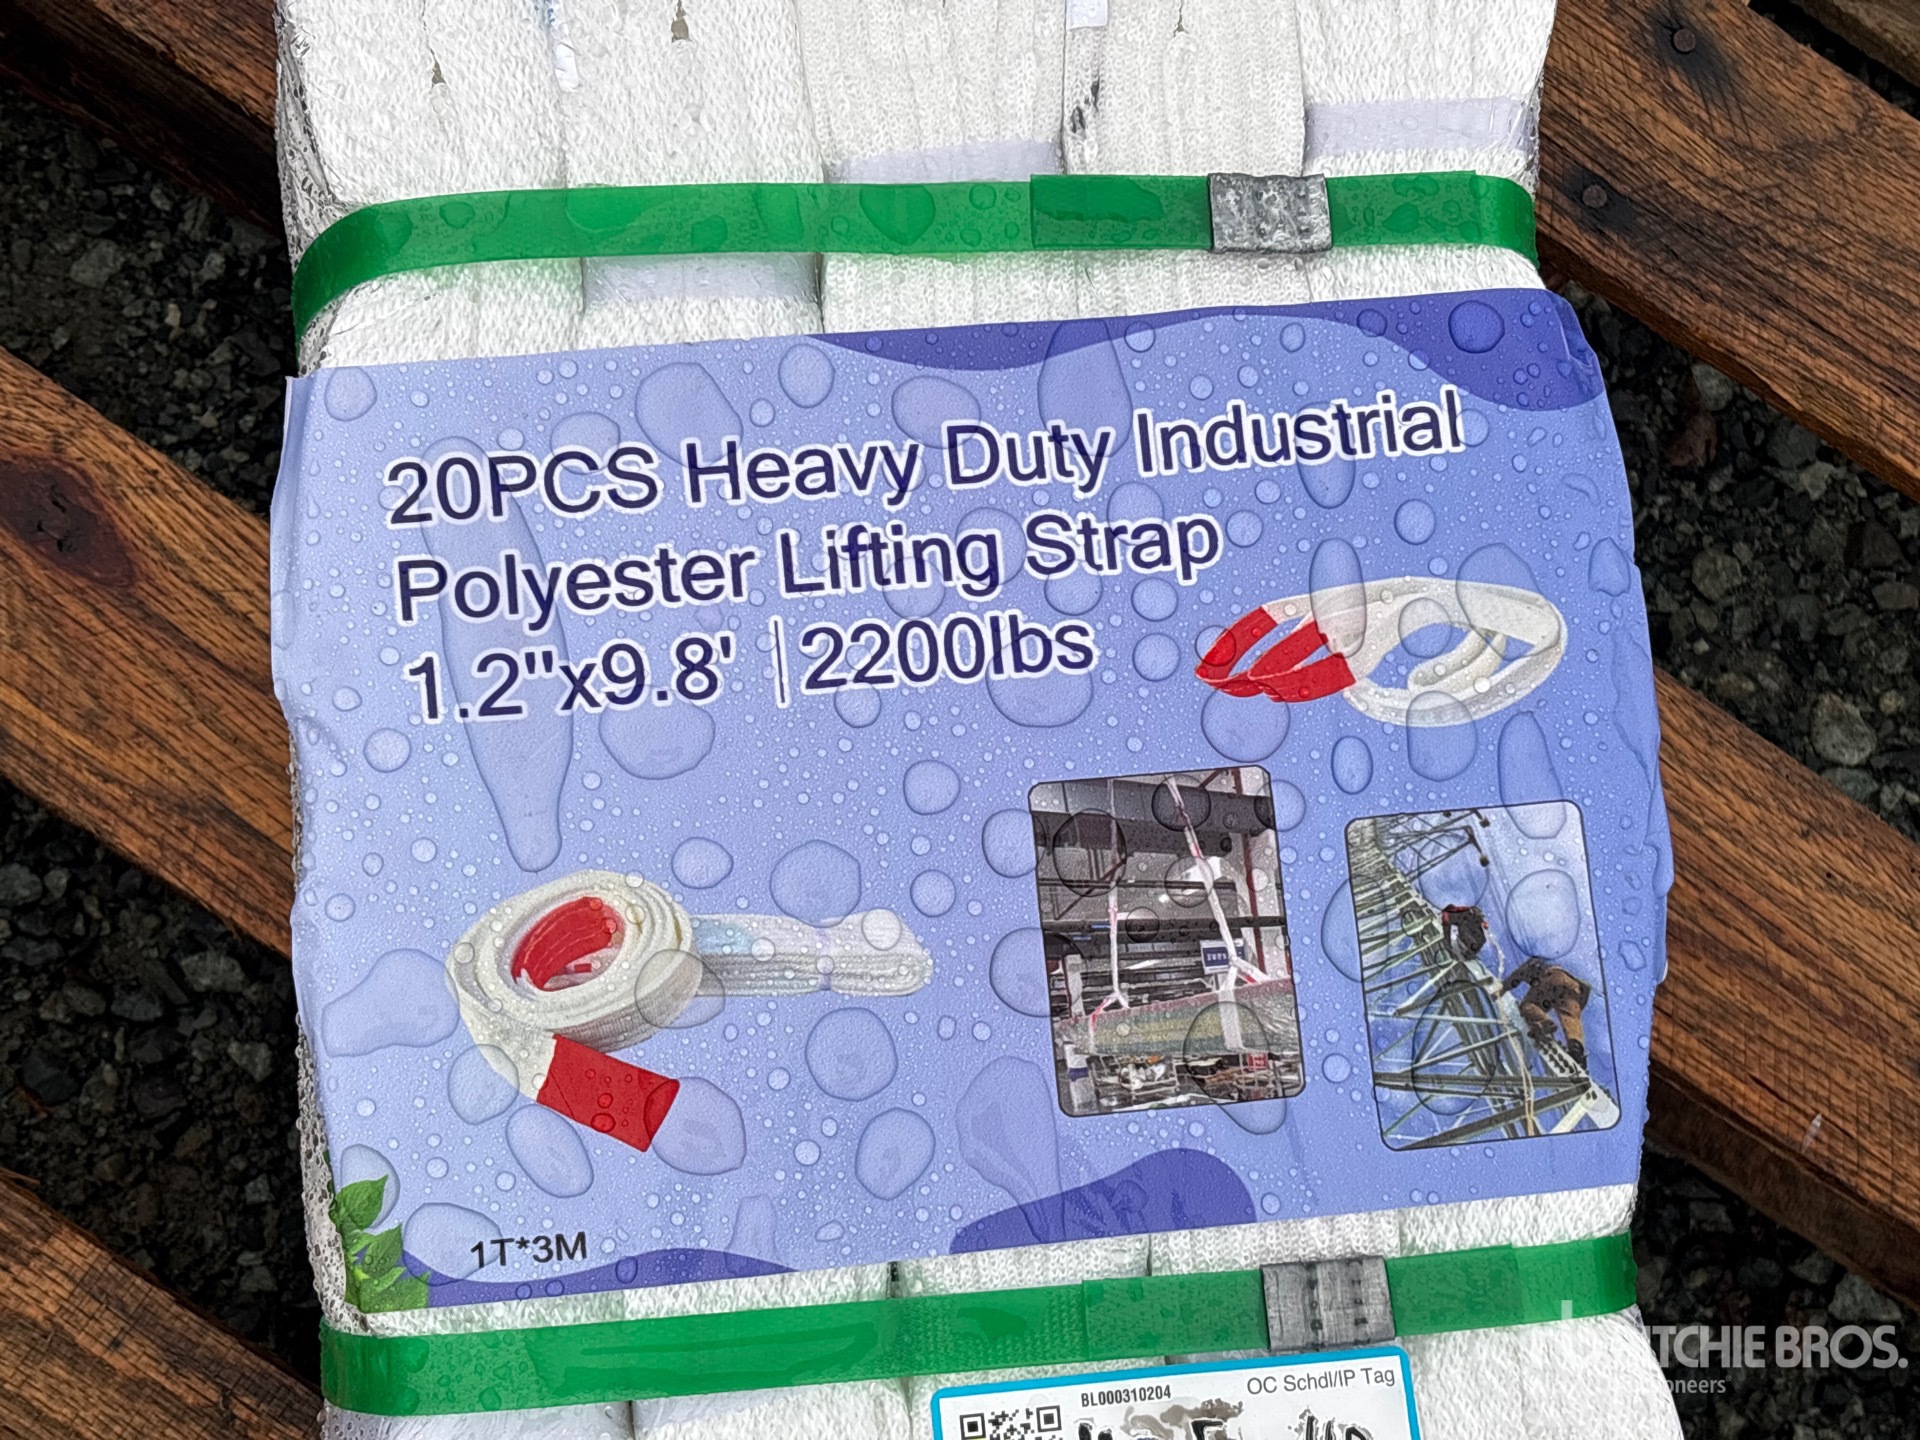 20PCS Heavy Duty Industrial
Polyester Lifting Strap
1.2"x9.8' | 2200lbs
1T*3M
BL000310204
OC Schdl/IP Tag
RITCHIE BROS.